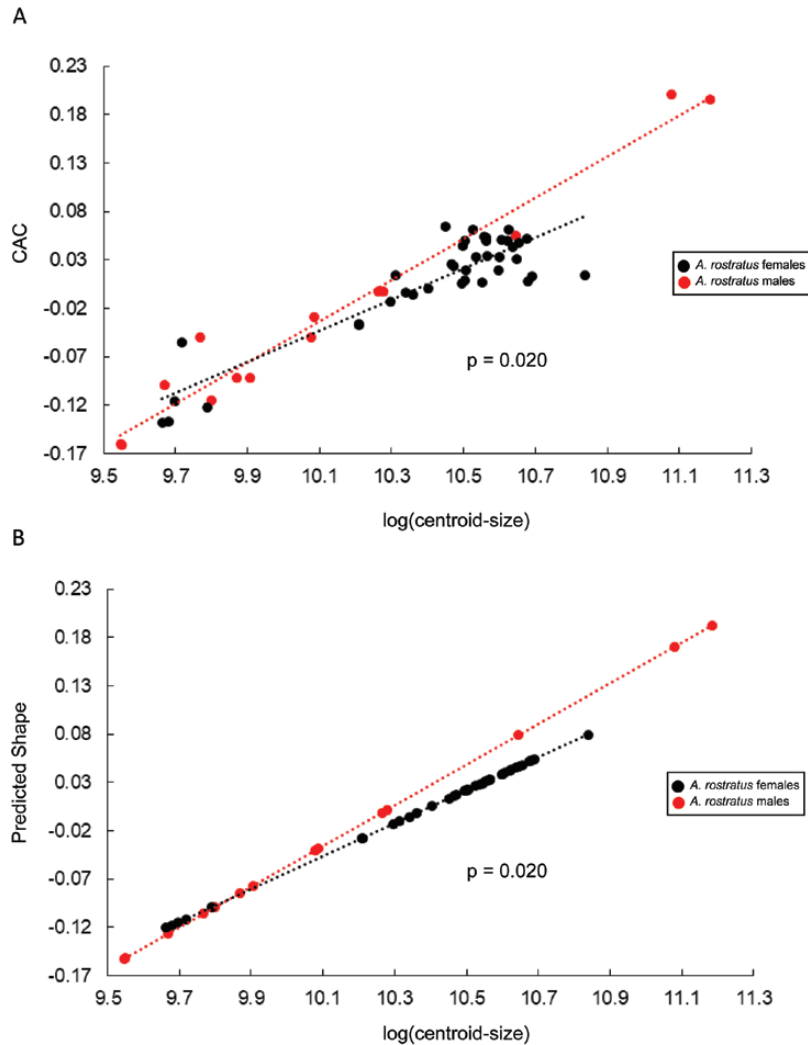 A
CAC
0.23
0.18
0.13
0.08
0.03
-0.02
-0.07
-0.12
-0.17
A. rostratus females
A. rostratus males
p = 0.020
9.5 9.7 9.9 10.1 10.3 10.5 10.7 10.9 11.1 11.3
log(centroid-size)
B
Predicted Shape
0.23
0.18
0.13
0.08
0.03
-0.02
-0.07
-0.12
-0.17
A. rostratus females
A. rostratus males
p = 0.020
9.5 9.7 9.9 10.1 10.3 10.5 10.7 10.9 11.1 11.3
log(centroid-size)